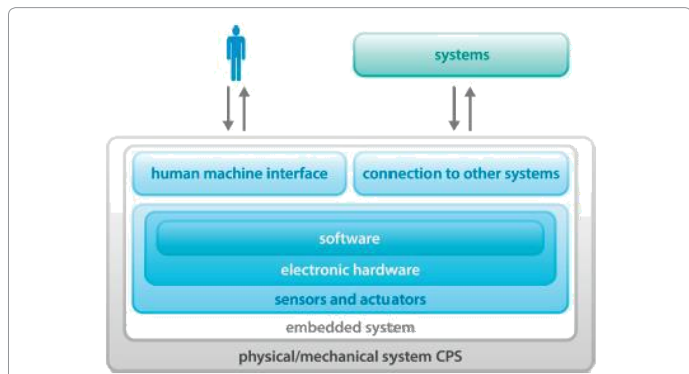 systems
human machine interface
connection to other systems
software
electronic hardware
sensors and actuators
embedded system
physical/mechanical system CPS